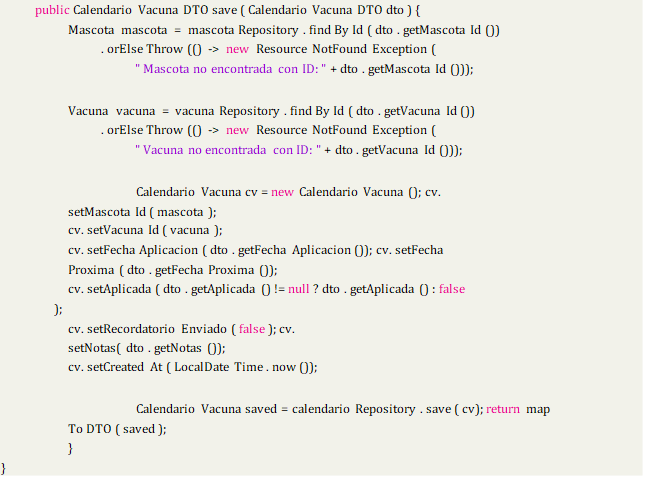 public Calendario Vacuna DTO save ( Calendario Vacuna DTO dto ) {
Mascota mascota = mascota Repository . find By Id ( dto . getMascota Id ())
. orElse Throw (() -> new Resource NotFound Exception (
" Mascota no encontrada con ID: " + dto . getMascota Id ()));
Vacuna vacuna = vacuna Repository . find By Id ( dto . getVacuna Id ())
. orElse Throw (() -> new Resource NotFound Exception (
" Vacuna no encontrada con ID: " + dto . getVacuna Id ()));
Calendario Vacuna cv = new Calendario Vacuna (); cv.
setMascota Id ( mascota );
cv. setVacuna Id ( vacuna );
cv. setFecha Aplicacion ( dto . getFecha Aplicacion ()); cv. setFecha
Proxima ( dto . getFecha Proxima ());
cv. setAplicada ( dto . getAplicada () != null ? dto . getAplicada () : false
);
cv. setRecordatorio Enviado ( false ); cv.
setNotas( dto . getNotas ());
cv. setCreated At ( LocalDate Time . now ());
Calendario Vacuna saved = calendario Repository . save ( cv); return map
To DTO ( saved );
}
}